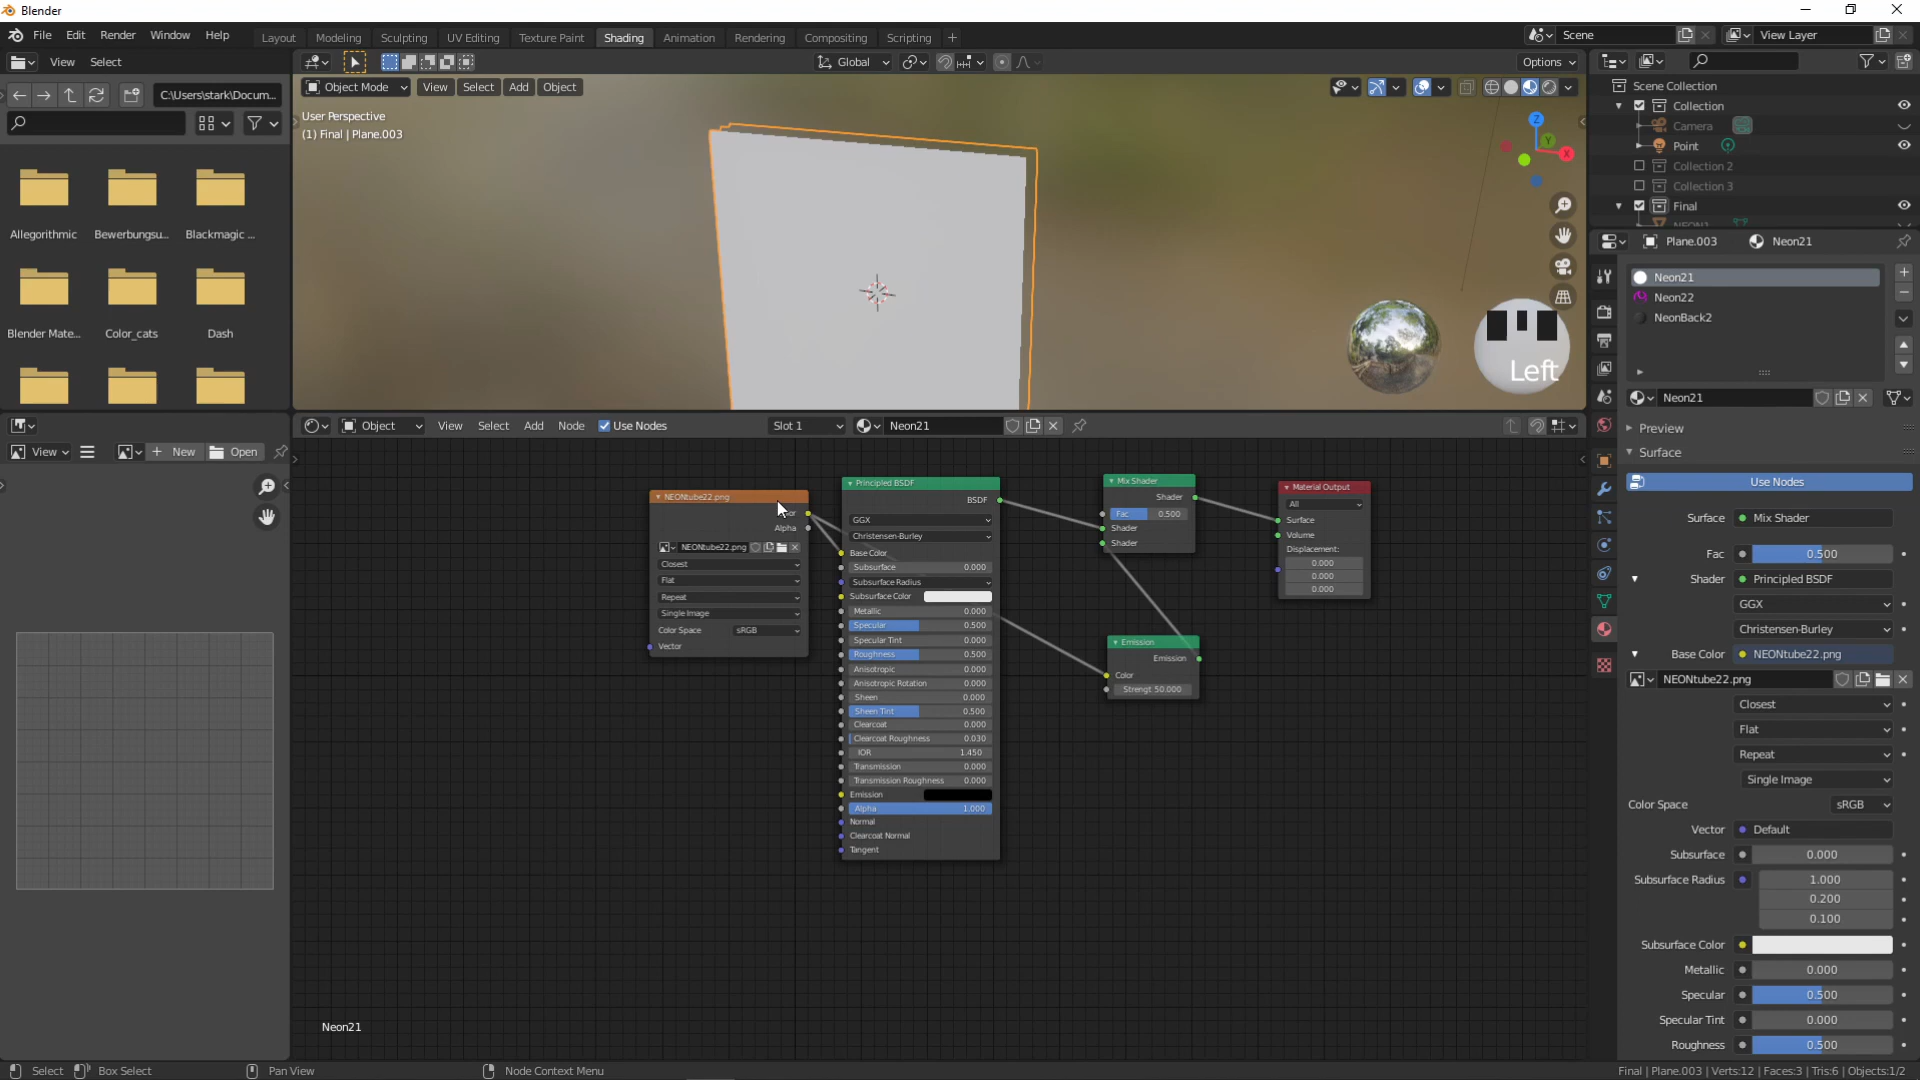 Blender
File Edit Render Window Help
Layout Modeling Sculpting UV Editing Texture Paint Shading Animation Rendering Compositing Scripting +
Scene
View Layer
View Select
Global
Options
C:\Users\stark\Docum...
Object Mode View Select Add Object
User Perspective
(1) Final | Plane.003
Z
Y
X
Left
Allegorithmic Bewerbungsu... Blackmagic ...
Blender Mate... Color_cats Dash
Scene Collection
Collection
Camera
Point
Collection 2
Collection 3
Final
Plane.003 Neon21
Neon21
Neon22
NeonBack2
Neon21
Object View Select Add Node Use Nodes Slot 1 Neon21
View New Open
NEONtube22.png
Alpha
NEONtube22.png
Closest
Flat
Repeat
Single Image
Color Space sRGB
Vector
Principled BSDF
BSDF
GGX
Christensen-Burley
Base Color
Subsurface 0.000
Subsurface Radius
Subsurface Color
Metallic 0.000
Specular 0.500
Specular Tint 0.000
Roughness 0.500
Anisotropic 0.000
Anisotropic Rotation 0.000
Sheen 0.000
Sheen Tint 0.500
Clearcoat 0.000
Clearcoat Roughness 0.030
IOR 1.450
Transmission 0.000
Transmission Roughness 0.000
Emission
Alpha 1.000
Normal
Clearcoat Normal
Tangent
Mix Shader
Shader
Fac 0.500
Shader
Shader
Emission
Emission
Color
Strengt 50.000
Material Output
All
Surface
Volume
Displacement:
0.000
0.000
0.000
Neon21
Preview
Surface
Use Nodes
Surface Mix Shader
Fac 0.500
Shader Principled BSDF
GGX
Christensen-Burley
Base Color NEONtube22.png
NEONtube22.png
Closest
Flat
Repeat
Single Image
Color Space sRGB
Vector Default
Subsurface 0.000
Subsurface Radius 1.000
0.200
0.100
Subsurface Color
Metallic 0.000
Specular 0.500
Specular Tint 0.000
Roughness 0.500
Select Box Select Pan View Node Context Menu
Final | Plane.003 | Verts:12 | Faces:3 | Tris:6 | Objects:1/2